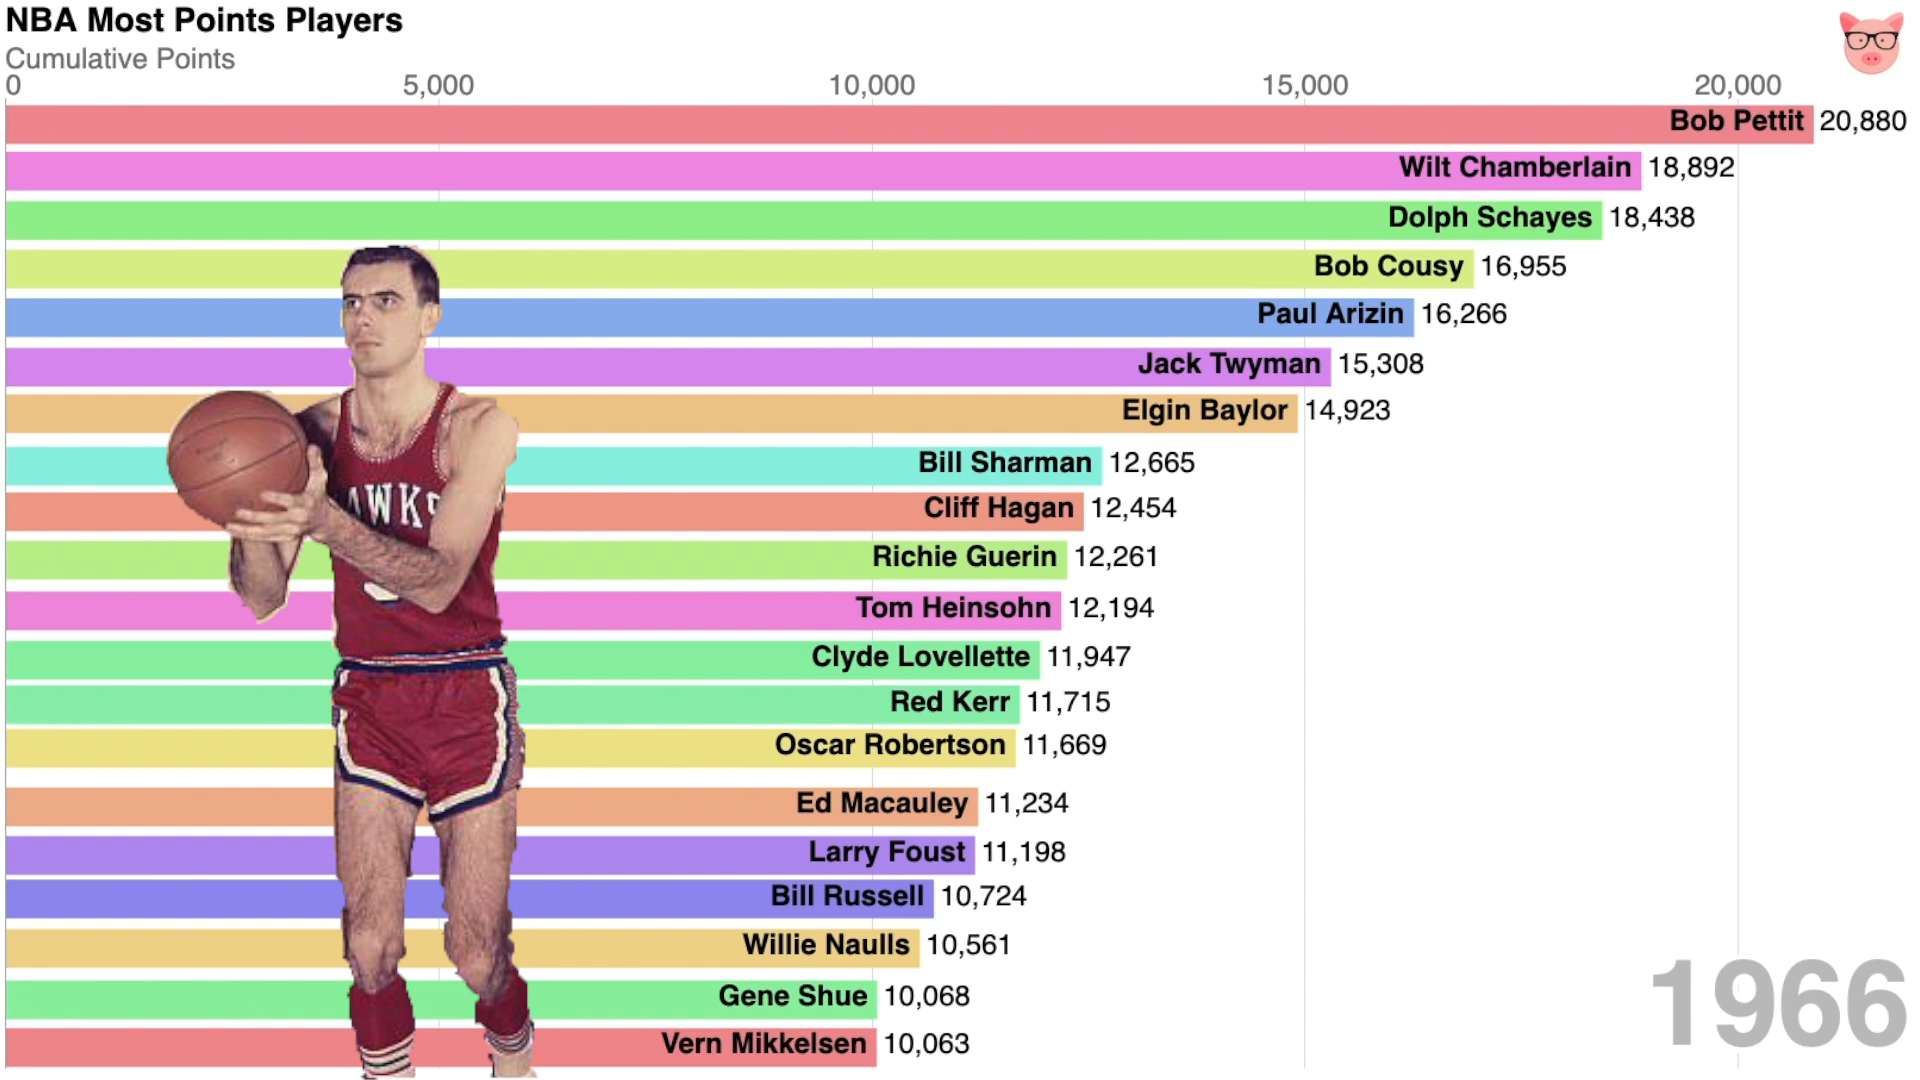 NBA Most Points Players
Cumulative Points
0 5,000 10,000 15,000 20,000
Bob Pettit 20,880
Wilt Chamberlain 18,892
Dolph Schayes 18,438
Bob Cousy 16,955
Paul Arizin 16,266
Jack Twyman 15,308
Elgin Baylor 14,923
Bill Sharman 12,665
Cliff Hagan 12,454
AWKS
Richie Guerin 12,261
Tom Heinsohn 12,194
Clyde Lovellette 11,947
Red Kerr 11,715
Oscar Robertson 11,669
Ed Macauley 11,234
Larry Foust 11,198
Bill Russell 10,724
Willie Naulls 10,561
Gene Shue 10,068
Vern Mikkelsen 10,063
1966